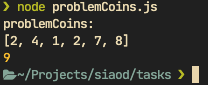 ❯ node problemCoins.js
problemCoins:
[2, 4, 1, 2, 7, 8]
9
~/Projects/siaod/tasks ❯